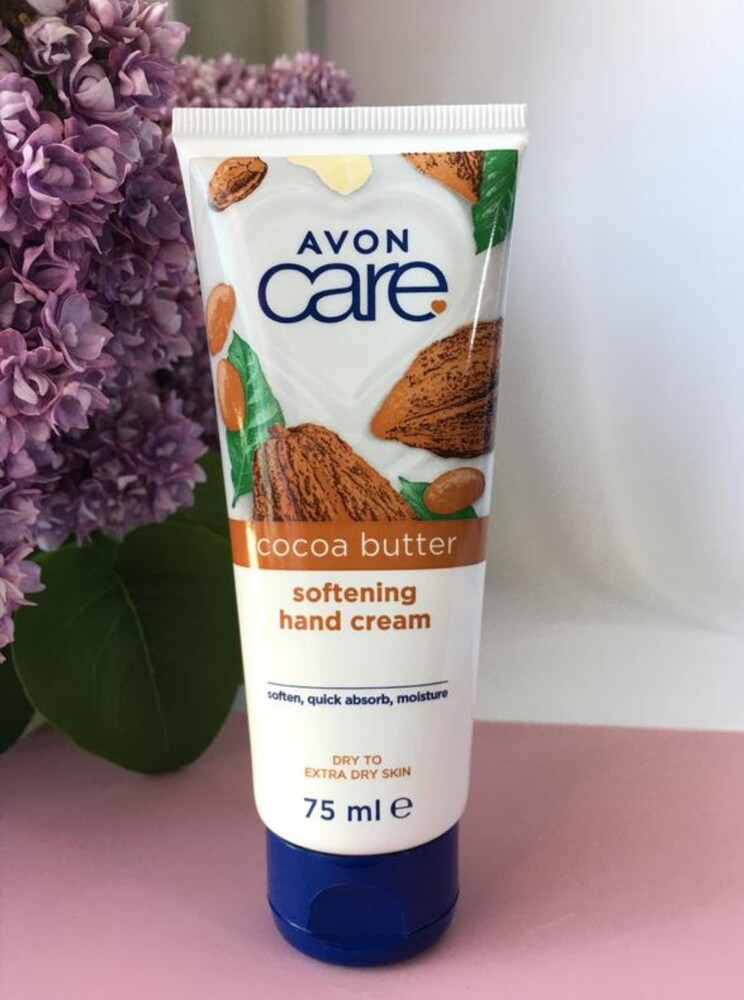 AVON
care
cocoa butter
softening
hand cream
soften, quick absorb, moisture
DRY TO
EXTRA DRY SKIN
75 ml ℮